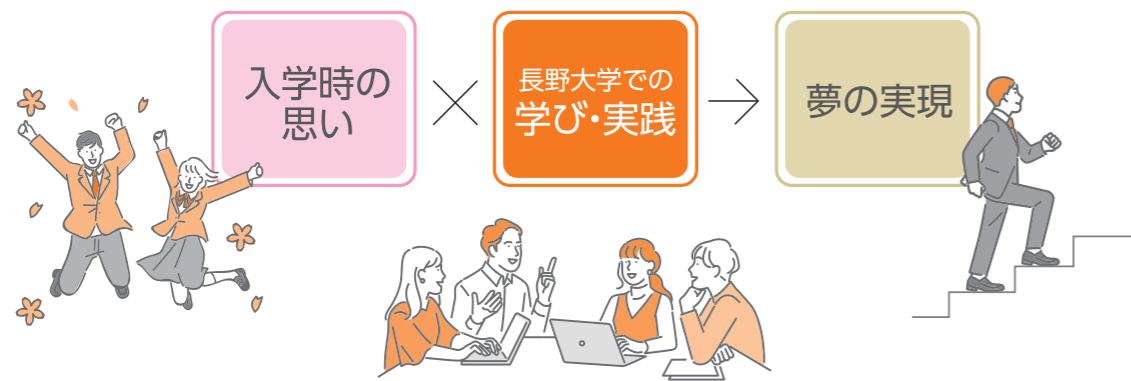 入学時の
思い
×
長野大学での
学び・実践
→
夢の実現